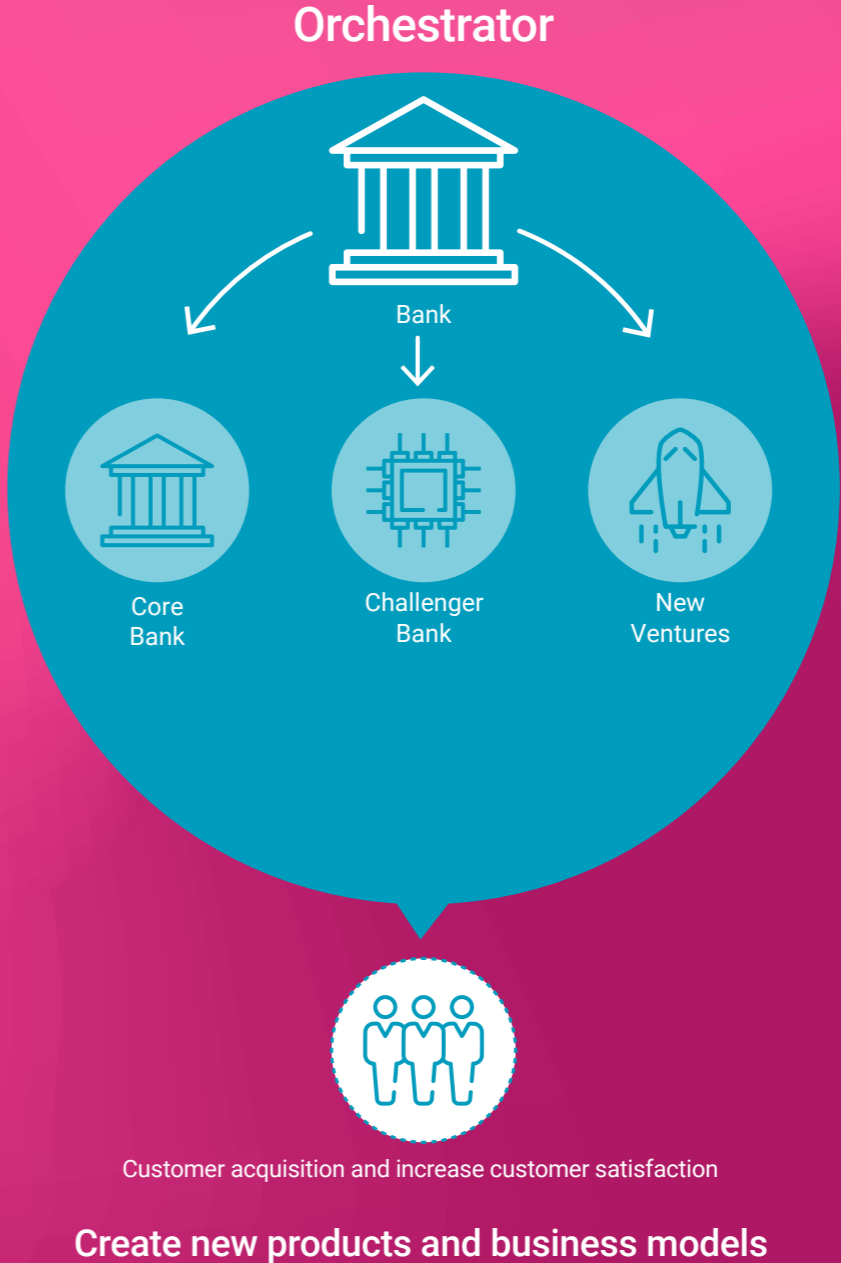 Orchestrator
Bank
Core
Bank
Challenger
Bank
New
Ventures
Customer acquisition and increase customer satisfaction
Create new products and business models